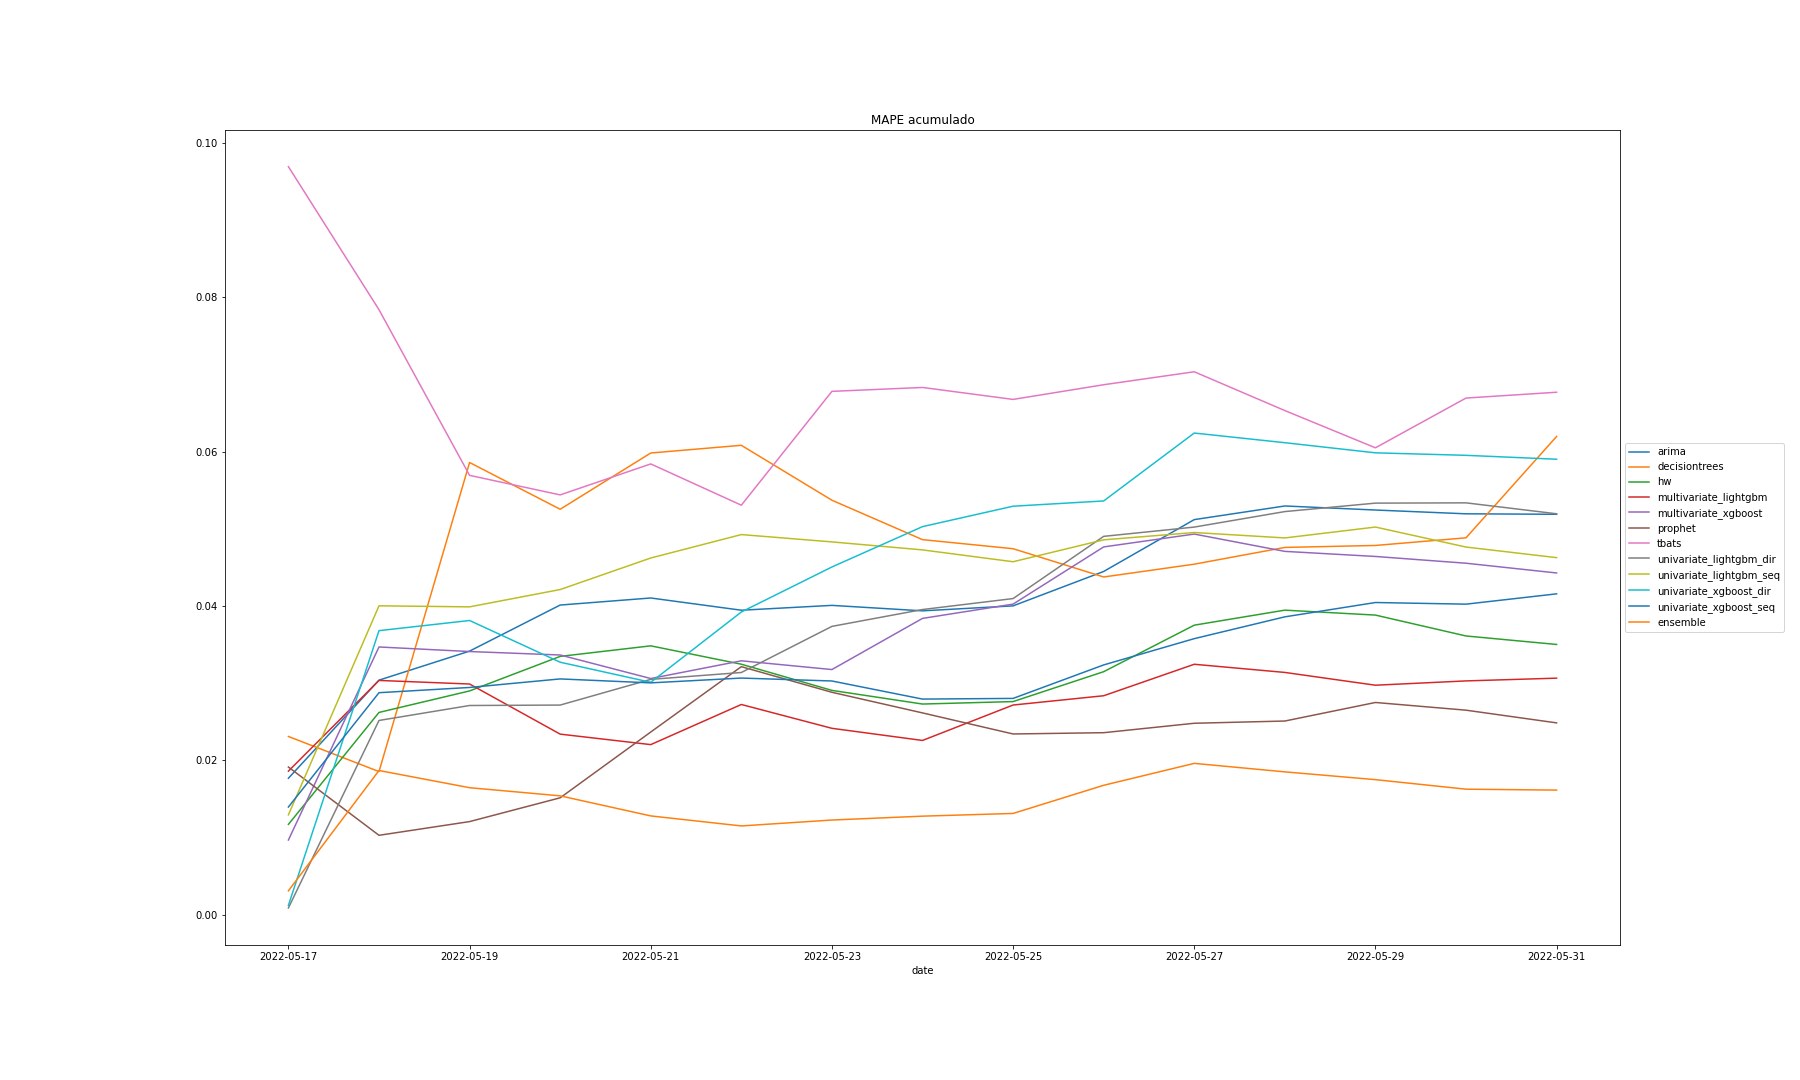 MAPE acumulado
0.10
0.08
0.06
0.04
0.02
0.00
2022-05-17 2022-05-19 2022-05-21 2022-05-23 2022-05-25 2022-05-27 2022-05-29 2022-05-31
date
arima
decisiontrees
hw
multivariate_lightgbm
multivariate_xgboost
prophet
tbats
univariate_lightgbm_dir
univariate_lightgbm_seq
univariate_xgboost_dir
univariate_xgboost_seq
ensemble